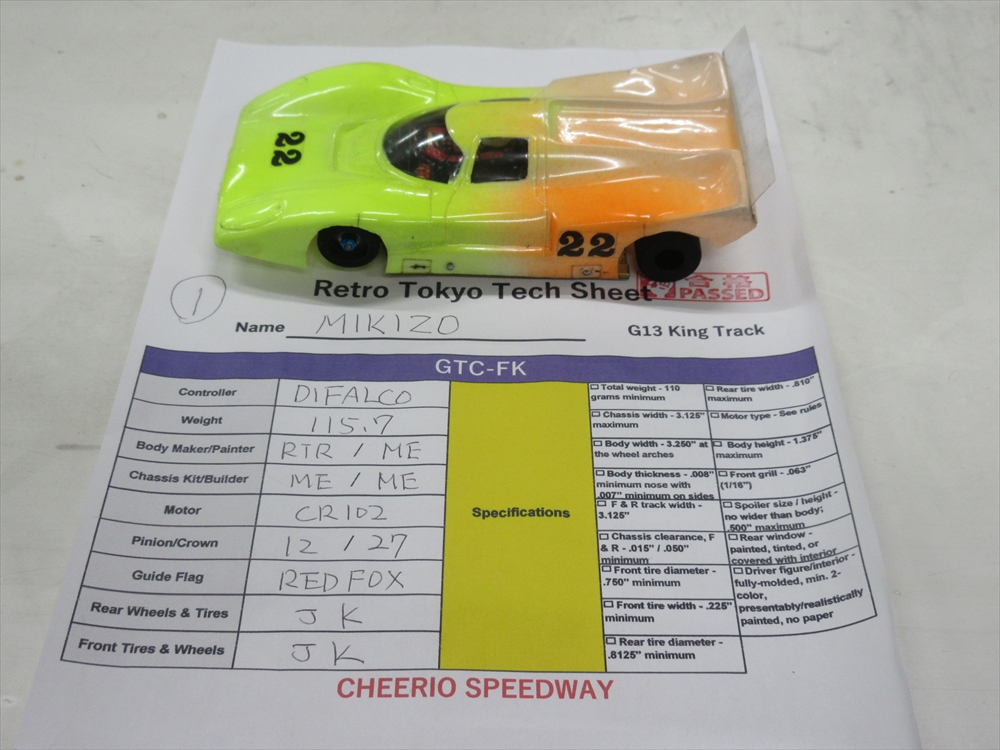 22
22
Retro Tokyo Tech Sheet
合格
PASSED
1
Name MIKIZO
G13 King Track
GTC-FK
Controller DIFALCO
Weight 115.7
Body Maker/Painter RTR / ME
Chassis Kit/Builder ME / ME
Motor CR102
Pinion/Crown 12 / 27
Guide Flag RED FOX
Rear Wheels & Tires JK
Front Tires & Wheels JK
Specifications
Total weight - 110
grams minimum
Chassis width - 3.125"
maximum
Body width - 3.250" at
the wheel arches
Body thickness - .008"
minimum nose with
.007" minimum on sides
F & R track width -
3.125"
Chassis clearance, F
& R - .015" / .050"
minimum
Front tire diameter -
.750" minimum
Front tire width - .225"
minimum
Rear tire diameter -
.8125" minimum
Rear tire width - .810"
maximum
Motor type - See rules
Body height - 1.375"
maximum
Front grill - .063"
(1/16")
Spoiler size / height -
no wider than body;
.500" maximum
Rear window -
painted, tinted, or
covered with interior
Driver figure/interior -
fully-molded, min. 2-
color,
presentably/realistically
painted, no paper
CHEERIO SPEEDWAY